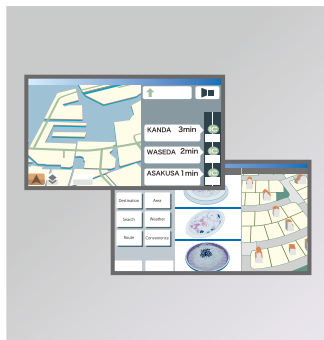 KANDA 3min
WASEDA 2min
ASAKUSA 1min
Destination Area
Search Weather
Route Convenience